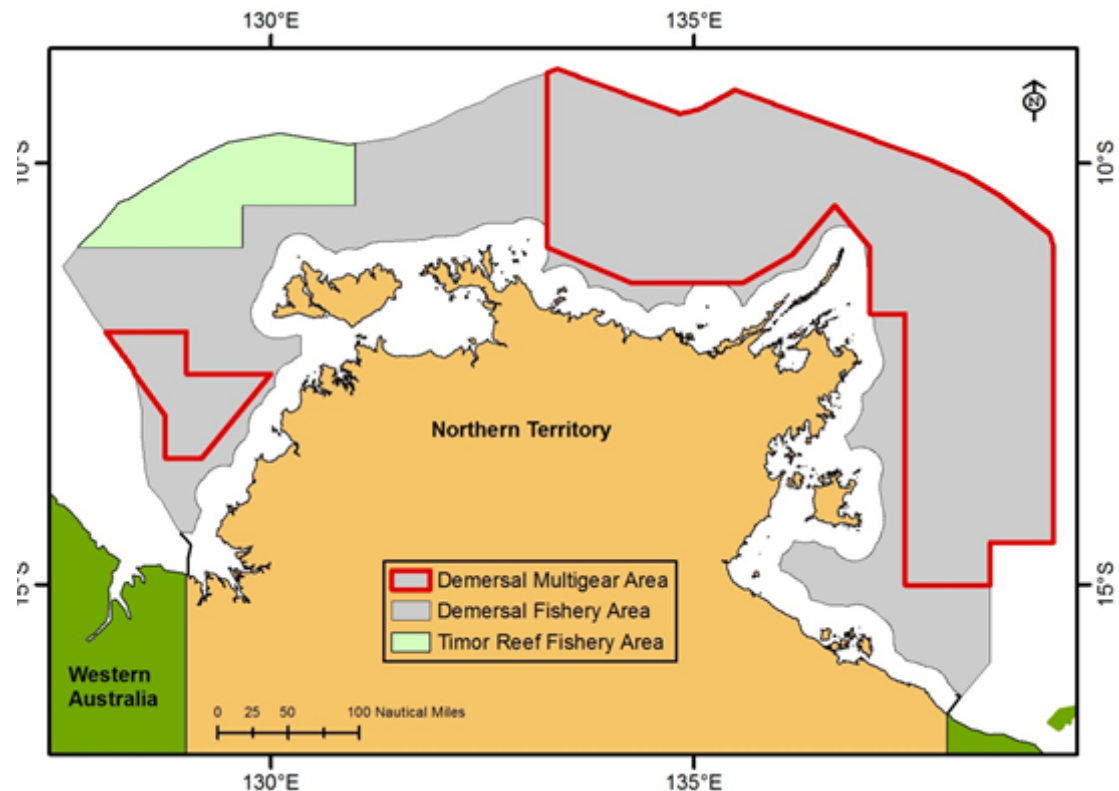 130°E
135°E
N
10°S
10°S
Northern Territory
Demersal Multigear Area
Demersal Fishery Area
Timor Reef Fishery Area
15°S
15°S
Western
Australia
0 25 50 100 Nautical Miles
130°E
135°E